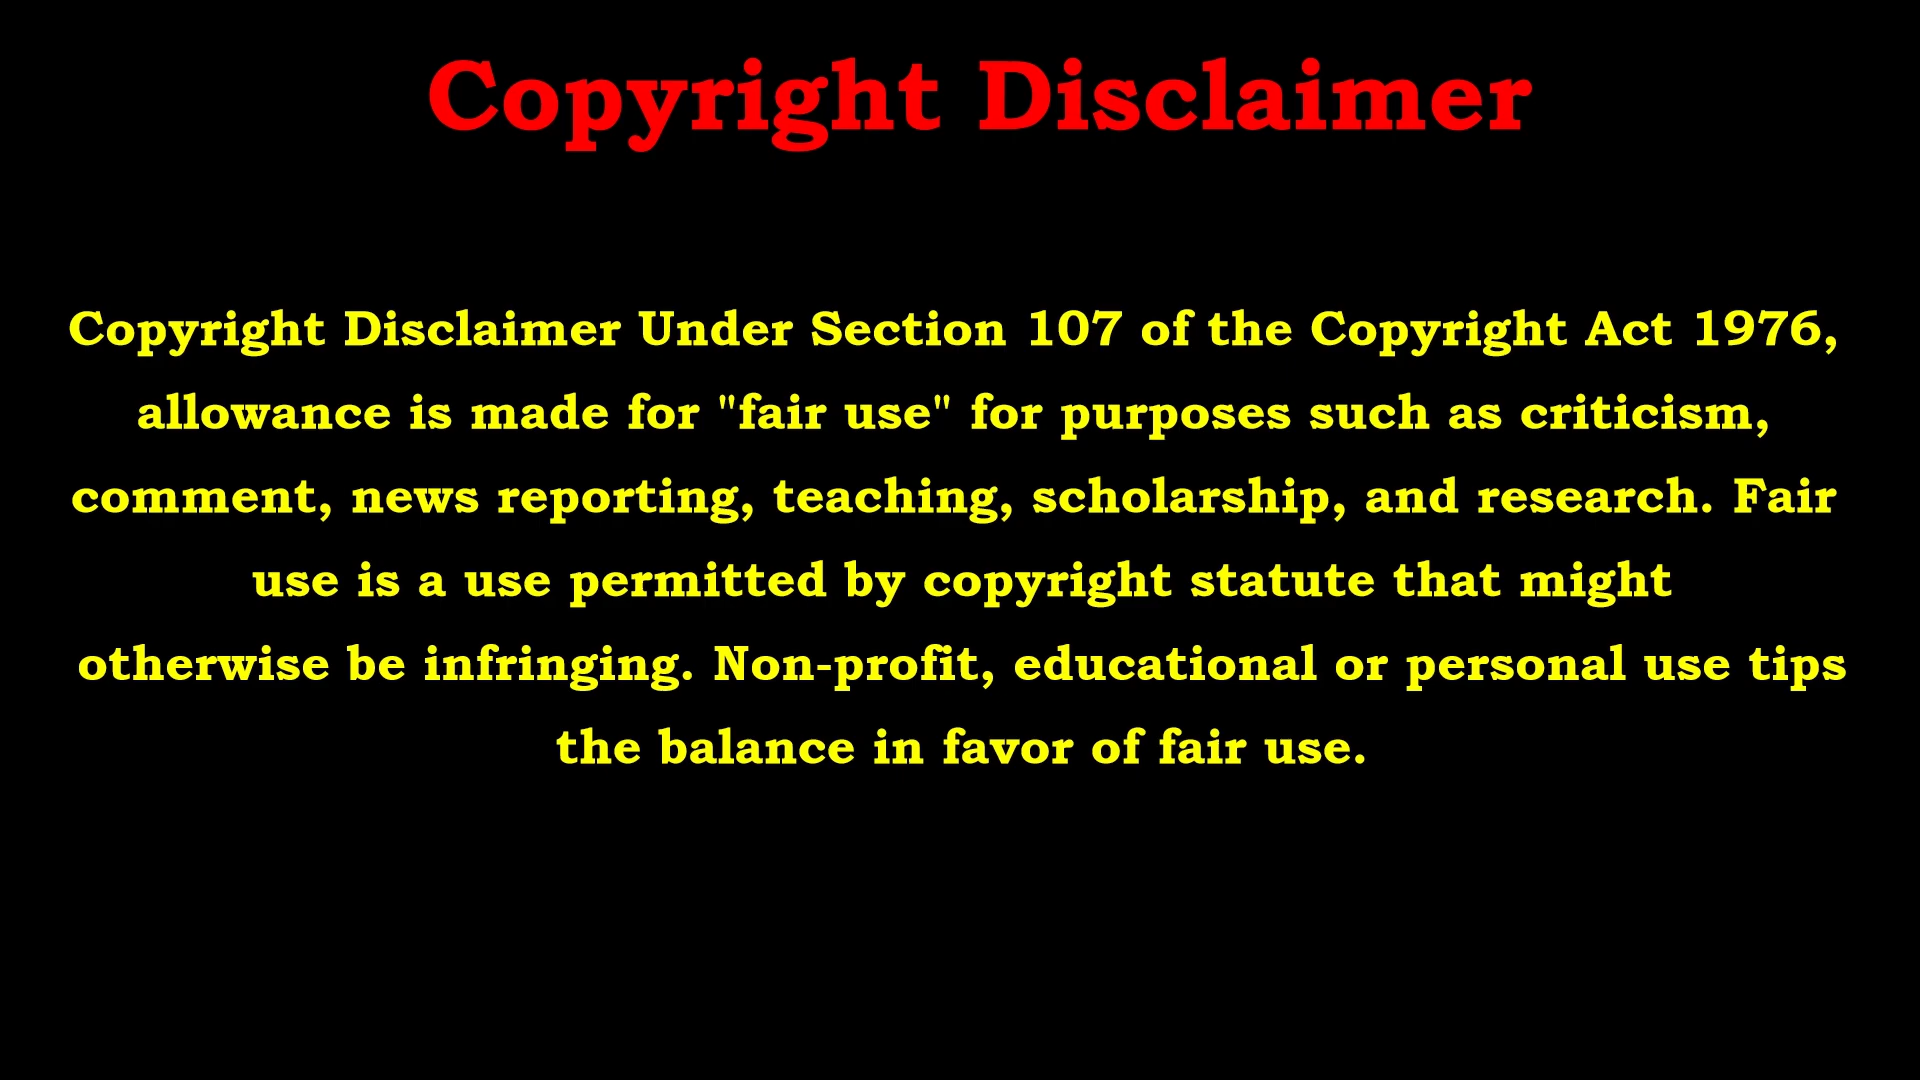 Copyright Disclaimer
Copyright Disclaimer Under Section 107 of the Copyright Act 1976,
allowance is made for "fair use" for purposes such as criticism,
comment, news reporting, teaching, scholarship, and research. Fair
use is a use permitted by copyright statute that might
otherwise be infringing. Non-profit, educational or personal use tips
the balance in favor of fair use.